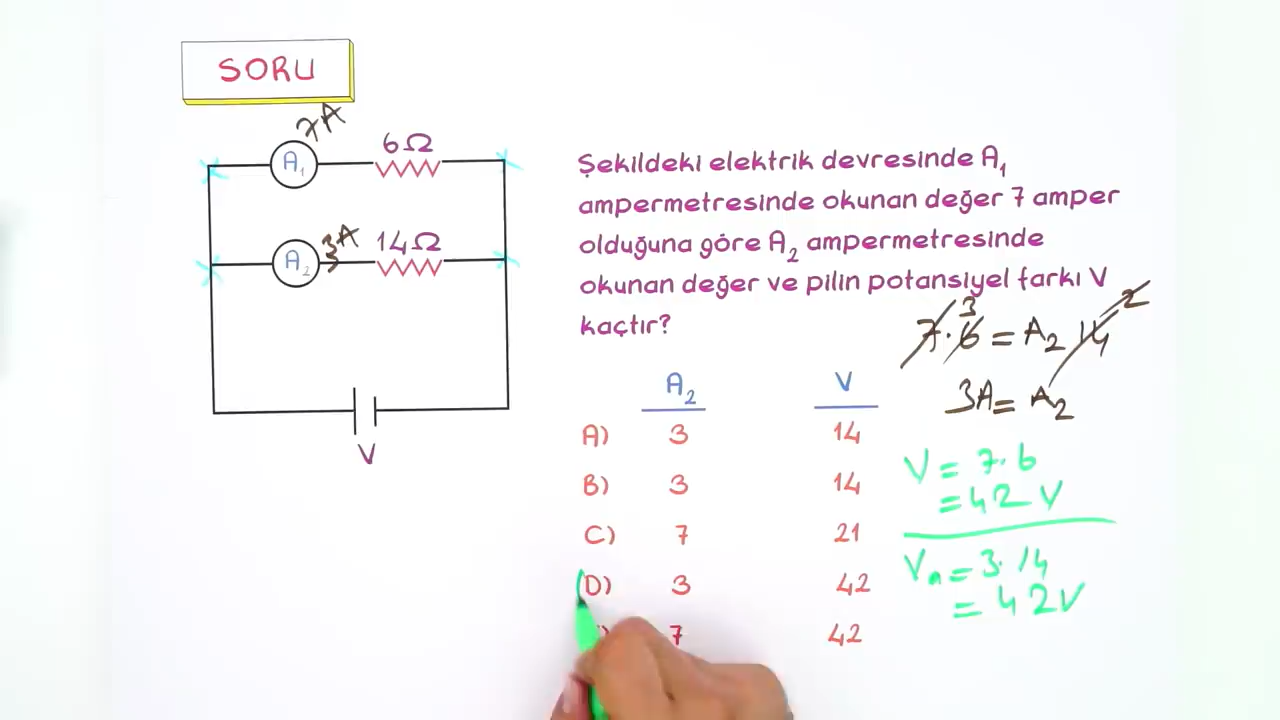 SORU
7A
A₁
6Ω
3A
A₂
14Ω
V
Şekildeki elektrik devresinde A₁
ampermetresinde okunan değer 7 amper
olduğuna göre A₂ ampermetresinde
okunan değer ve pilin potansiyel farkı V
kaçtır?
3 2
7.6 = A₂ 14
3A = A₂
A₂ V
A) 3 14
B) 3 14
C) 7 21
D) 3 42
7 42
V = 7.6
= 42 V
= 3.14
= 42V